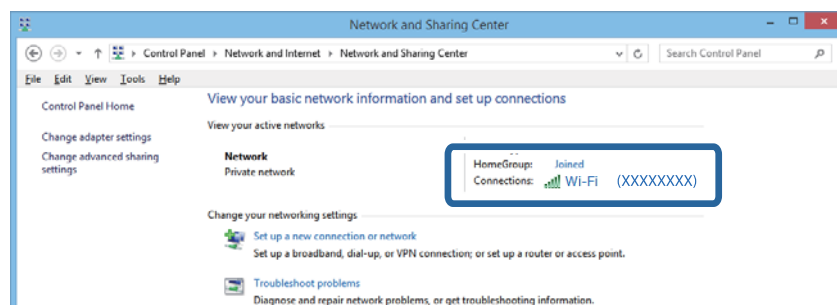 Network and Sharing Center
Control Panel Network and Internet Network and Sharing Center
Search Control Panel
File Edit View Tools Help
Control Panel Home
Change adapter settings
Change advanced sharing
settings
View your basic network information and set up connections
View your active networks
Network
Private network
HomeGroup: Joined
Connections: Wi-Fi (XXXXXXXX)
Change your networking settings
Set up a new connection or network
Set up a broadband, dial-up, or VPN connection; or set up a router or access point.
Troubleshoot problems
Diagnose and repair network problems, or get troubleshooting information.